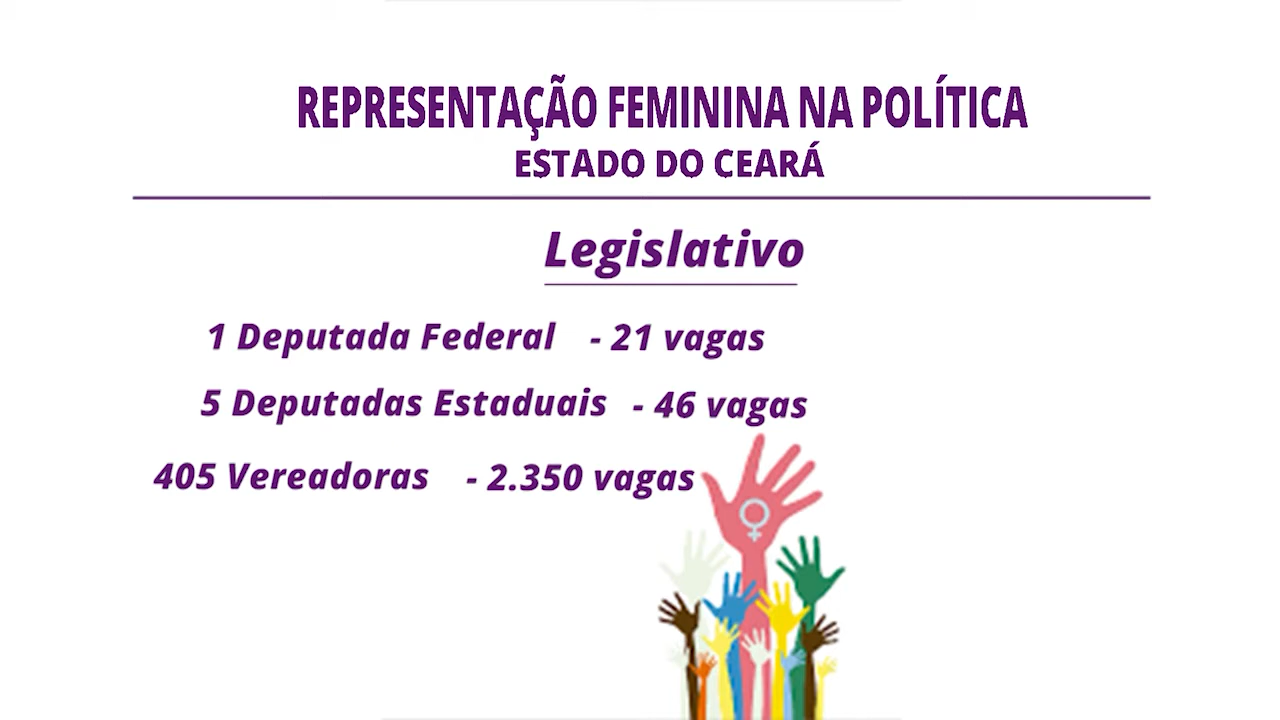 REPRESENTAÇÃO FEMININA NA POLÍTICA
ESTADO DO CEARÁ
Legislativo
1 Deputada Federal - 21 vagas
5 Deputadas Estaduais - 46 vagas
405 Vereadoras - 2.350 vagas